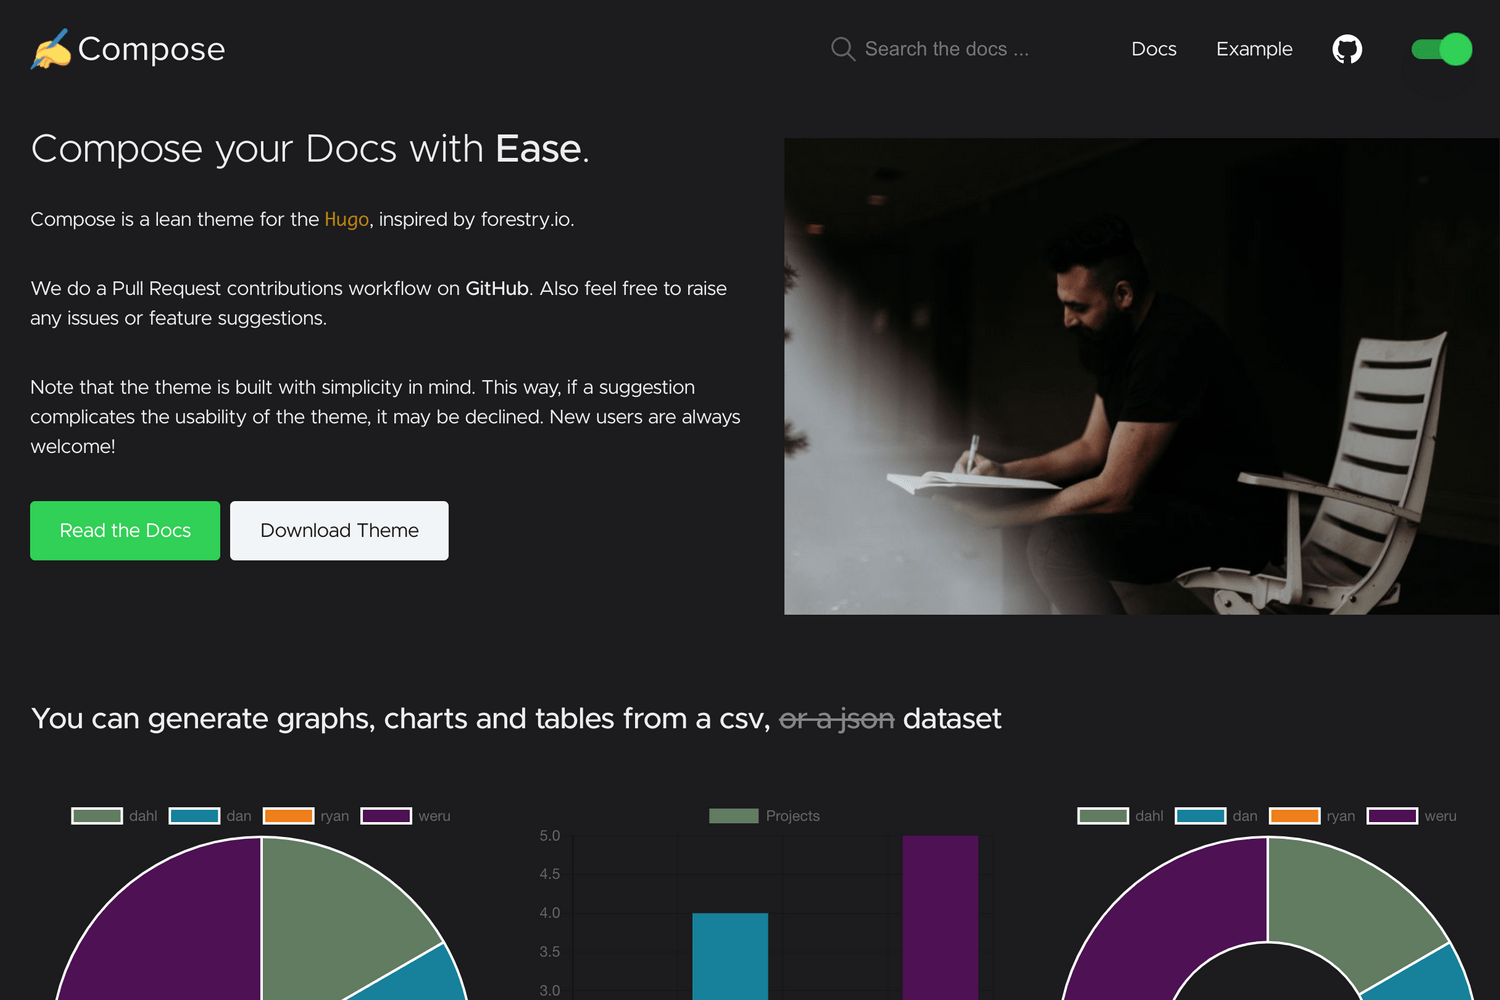 Compose
Search the docs ...
Docs
Example
Compose your Docs with Ease.
Compose is a lean theme for the Hugo, inspired by forestry.io.
We do a Pull Request contributions workflow on GitHub. Also feel free to raise
any issues or feature suggestions.
Note that the theme is built with simplicity in mind. This way, if a suggestion
complicates the usability of the theme, it may be declined. New users are always
welcome!
Read the Docs
Download Theme
You can generate graphs, charts and tables from a csv, or a json dataset
dahl dan ryan weru
Projects
5.0
4.5
4.0
3.5
3.0
dahl dan ryan weru